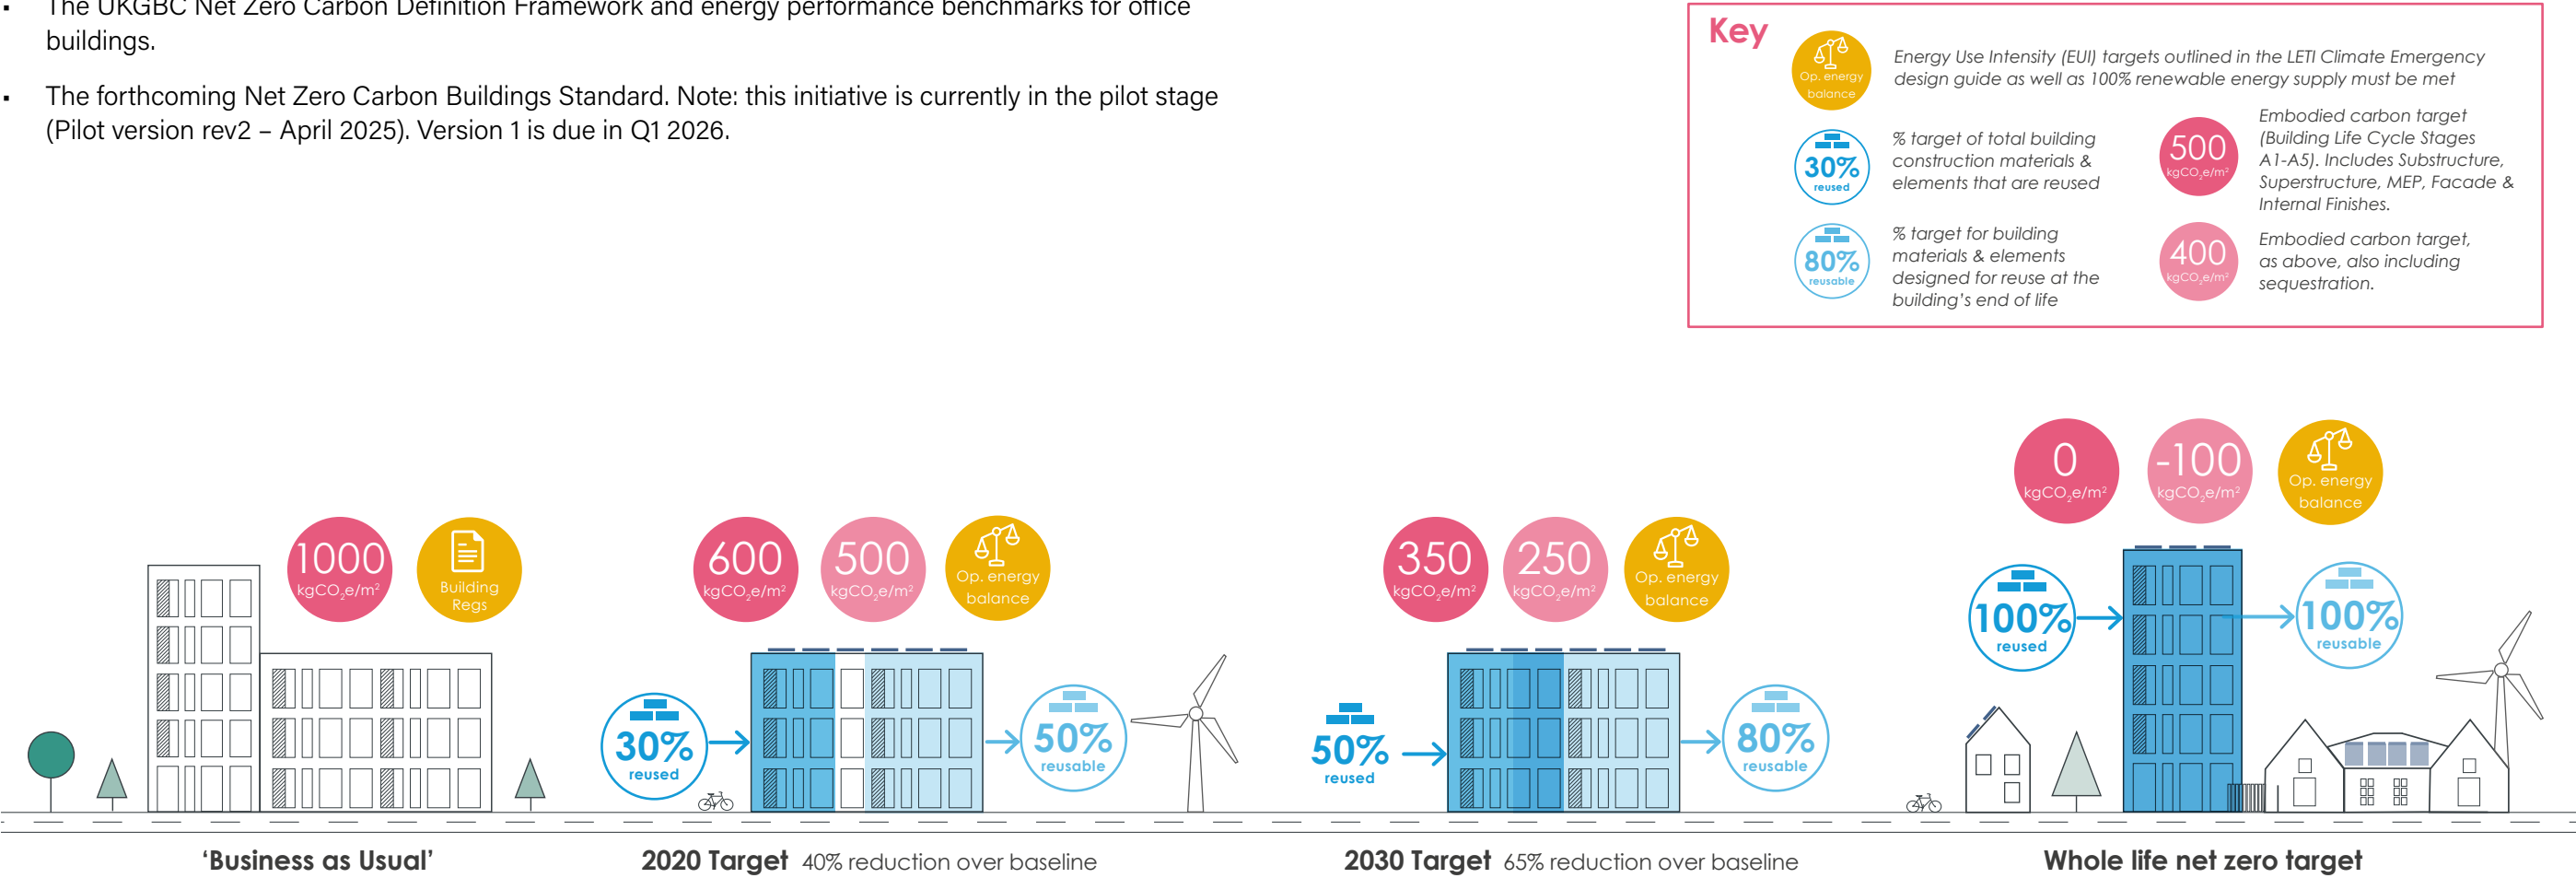 ▪ The UKGBC Net Zero Carbon Definition Framework and energy performance benchmarks for office
buildings.
▪ The forthcoming Net Zero Carbon Buildings Standard. Note: this initiative is currently in the pilot stage
(Pilot version rev2 – April 2025). Version 1 is due in Q1 2026.
Key
Op. energy
balance
Energy Use Intensity (EUI) targets outlined in the LETI Climate Emergency
design guide as well as 100% renewable energy supply must be met
30%
reused
% target of total building
construction materials &
elements that are reused
500
kgCO₂e/m²
Embodied carbon target
(Building Life Cycle Stages
A1-A5). Includes Substructure,
Superstructure, MEP, Facade &
Internal Finishes.
80%
reusable
% target for building
materials & elements
designed for reuse at the
building’s end of life
400
kgCO₂e/m²
Embodied carbon target,
as above, also including
sequestration.
1000
kgCO₂e/m²
Building
Regs
‘Business as Usual’
600
kgCO₂e/m²
500
kgCO₂e/m²
Op. energy
balance
30%
reused
50%
reusable
2020 Target 40% reduction over baseline
350
kgCO₂e/m²
250
kgCO₂e/m²
Op. energy
balance
50%
reused
80%
reusable
2030 Target 65% reduction over baseline
0
kgCO₂e/m²
-100
kgCO₂e/m²
Op. energy
balance
100%
reused
100%
reusable
Whole life net zero target